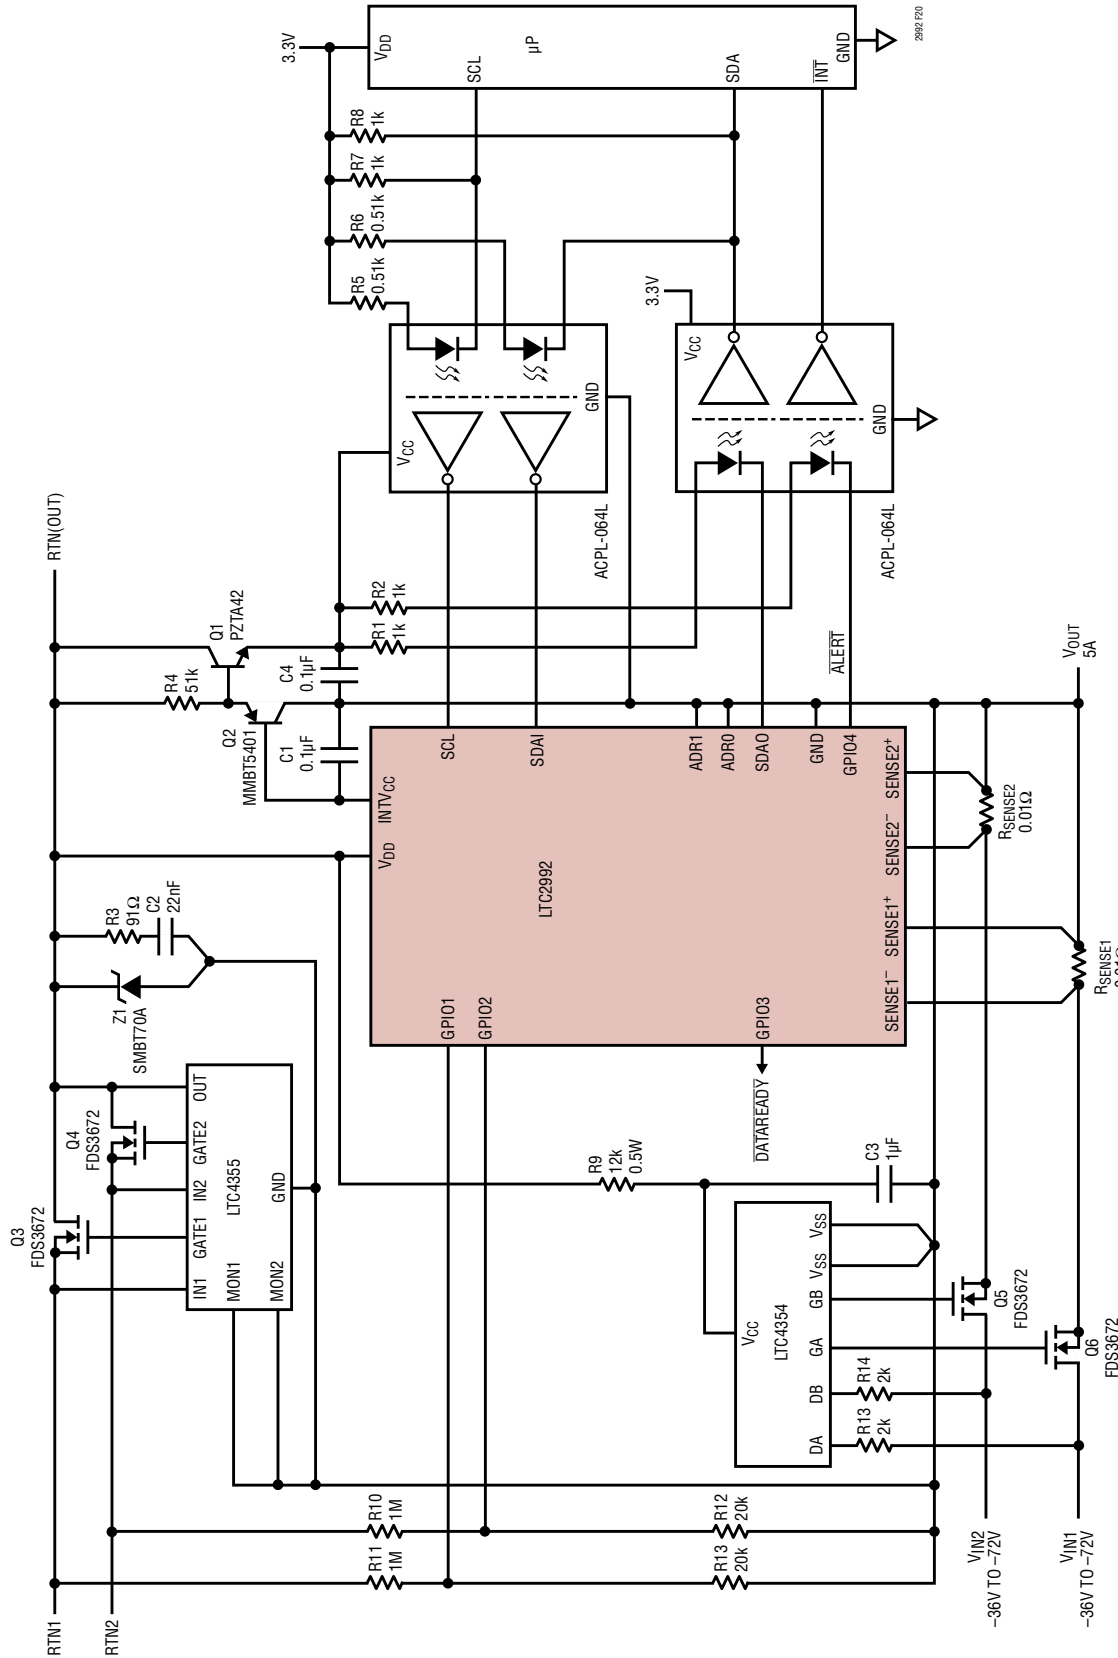 RTN1
RTN2
RTN(OUT)
Q3
FDS3672
Q4
FDS3672
IN1
GATE1
IN2
GATE2
OUT
LTC4355
MON1
MON2
GND
Z1
SMBT70A
R3
91Ω
C2
22nF
R4
51k
Q1
PZTA42
Q2
MMBT5401
C1
0.1µF
C4
0.1µF
R1
1k
R2
1k
3.3V
R5
0.51k
R6
0.51k
R7
1k
R8
1k
VDD
µP
SCL
SDA
INT
GND
VCC
GND
ACPL-064L
3.3V
VCC
GND
ACPL-064L
VDD
INTVCC
SCL
SDAI
ADR1
ADR0
SDAO
GND
GPIO4
ALERT
LTC2992
GPIO1
GPIO2
GPIO3
DATAREADY
SENSE1–
SENSE1+
SENSE2–
SENSE2+
R11
1M
R10
1M
R13
20k
R12
20k
R9
12k
0.5W
C3
1µF
VCC
LTC4354
DA
DB
GA
GB
VSS
VSS
R13
2k
R14
2k
Q5
FDS3672
Q6
FDS3672
RSENSE2
0.01Ω
RSENSE1
VIN2
–36V TO –72V
VIN1
–36V TO –72V
VOUT
5A
2992 F20